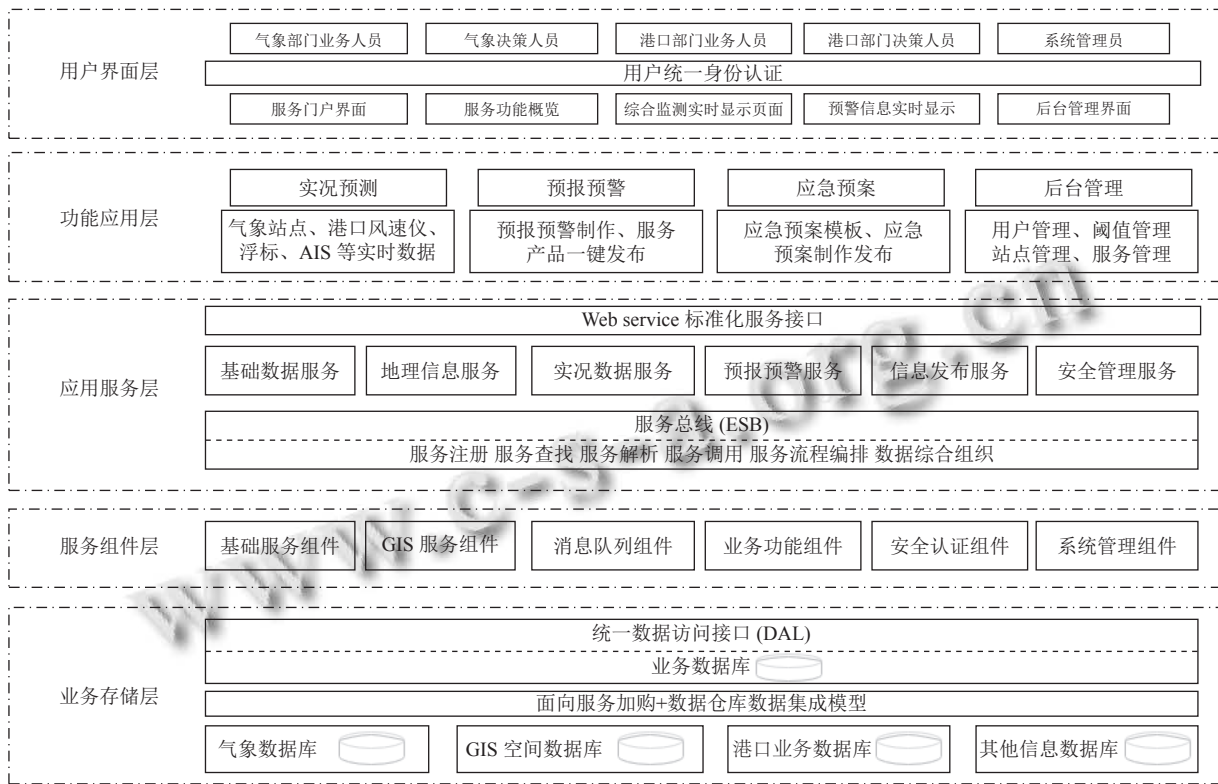 气象部门业务人员 气象决策人员 港口部门业务人员 港口部门决策人员 系统管理员
用户界面层
用户统一身份认证
服务门户界面 服务功能概览 综合监测实时显示页面 预警信息实时显示 后台管理界面
实况预测 预报预警 应急预案 后台管理
功能应用层
气象站点、港口风速仪、 预报预警制作、服务 应急预案模板、应急 用户管理、阈值管理
浮标、AIS 等实时数据 产品一键发布 预案制作发布 站点管理、服务管理
Web service 标准化服务接口
应用服务层
基础数据服务 地理信息服务 实况数据服务 预报预警服务 信息发布服务 安全管理服务
服务总线 (ESB)
服务注册 服务查找 服务解析 服务调用 服务流程编排 数据综合组织
服务组件层 基础服务组件 GIS 服务组件 消息队列组件 业务功能组件 安全认证组件 系统管理组件
统一数据访问接口 (DAL)
业务数据库
业务存储层
面向服务加购+数据仓库数据集成模型
气象数据库 GIS 空间数据库 港口业务数据库 其他信息数据库
www.c-s-a.org.cn